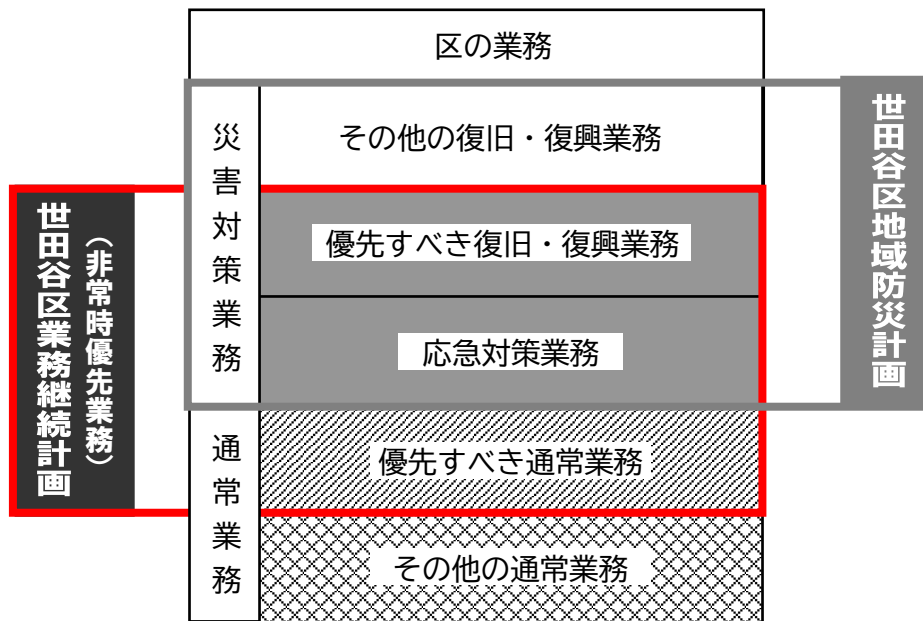 区の業務
災害対策業務
その他の復旧・復興業務
優先すべき復旧・復興業務
応急対策業務
通常業務
優先すべき通常業務
その他の通常業務
世田谷区業務継続計画
（非常時優先業務）
世田谷区地域防災計画